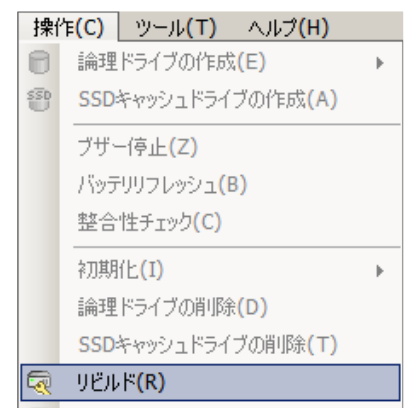 操作(C) ツール(T) ヘルプ(H)
論理ドライブの作成(E)
SSD SSDキャッシュドライブの作成(A)
ブザー停止(Z)
バッテリリフレッシュ(B)
整合性チェック(C)
初期化(I)
論理ドライブの削除(D)
SSDキャッシュドライブの削除(T)
リビルド(R)